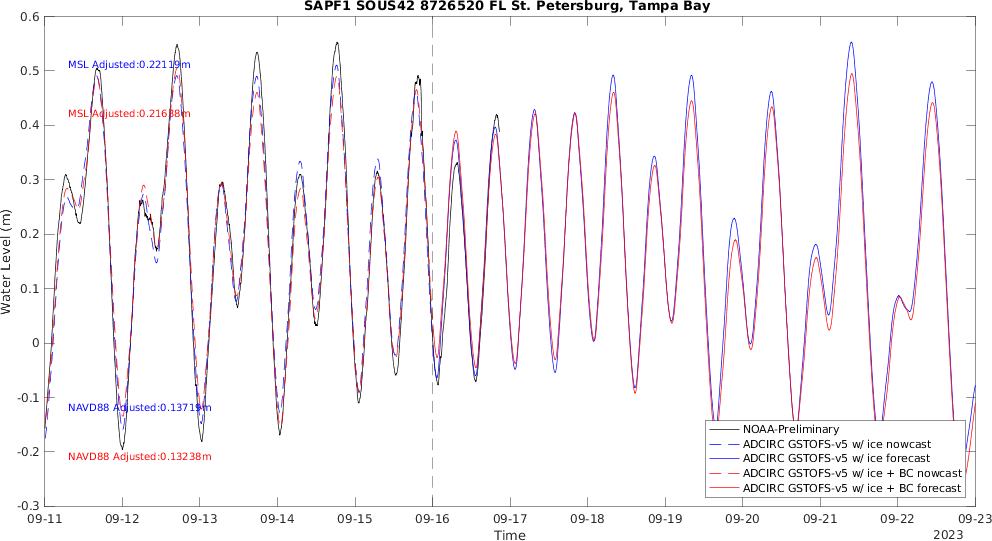 SAPF1 SOUS42 8726520 FL St. Petersburg, Tampa Bay
0.6
0.5
0.4
0.3
0.2
0.1
0
-0.1
-0.2
-0.3
Water Level (m)
MSL Adjusted:0.22119m
MSL Adjusted:0.21638m
NAVD88 Adjusted:0.13719m
NAVD88 Adjusted:0.13238m
NOAA-Preliminary
ADCIRC GSTOFS-v5 w/ ice nowcast
ADCIRC GSTOFS-v5 w/ ice forecast
ADCIRC GSTOFS-v5 w/ ice + BC nowcast
ADCIRC GSTOFS-v5 w/ ice + BC forecast
09-11 09-12 09-13 09-14 09-15 09-16 09-17 09-18 09-19 09-20 09-21 09-22 09-23
Time
2023